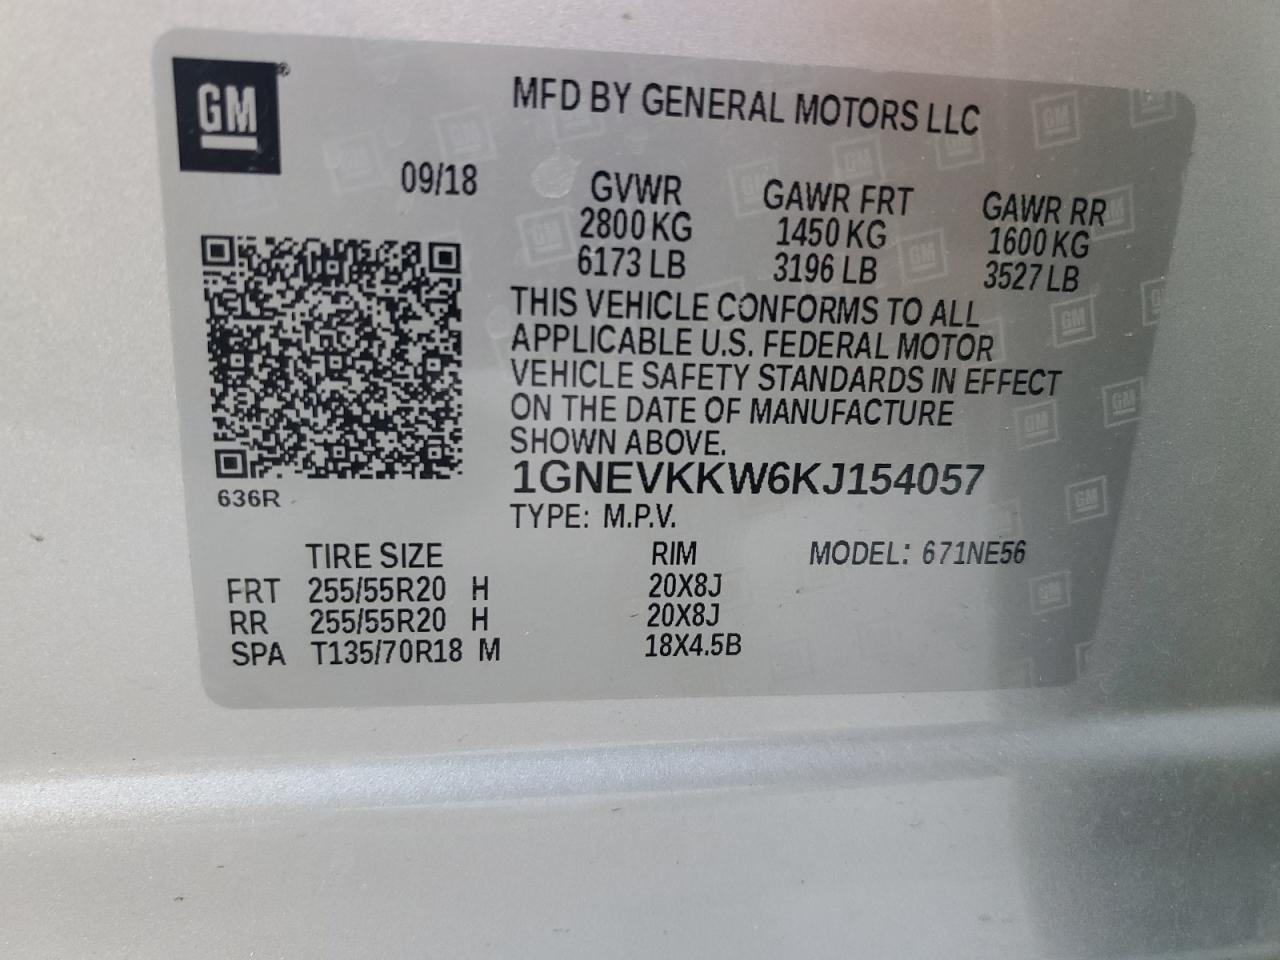 GM®
MFD BY GENERAL MOTORS LLC
09/18
GVWR GAWR FRT GAWR RR
2800 KG 1450 KG 1600 KG
6173 LB 3196 LB 3527 LB
THIS VEHICLE CONFORMS TO ALL
APPLICABLE U.S. FEDERAL MOTOR
VEHICLE SAFETY STANDARDS IN EFFECT
ON THE DATE OF MANUFACTURE
SHOWN ABOVE.
1GNEVKKW6KJ154057
636R
TYPE: M.P.V.
TIRE SIZE RIM MODEL: 671NE56
FRT 255/55R20 H 20X8J
RR 255/55R20 H 20X8J
SPA T135/70R18 M 18X4.5B